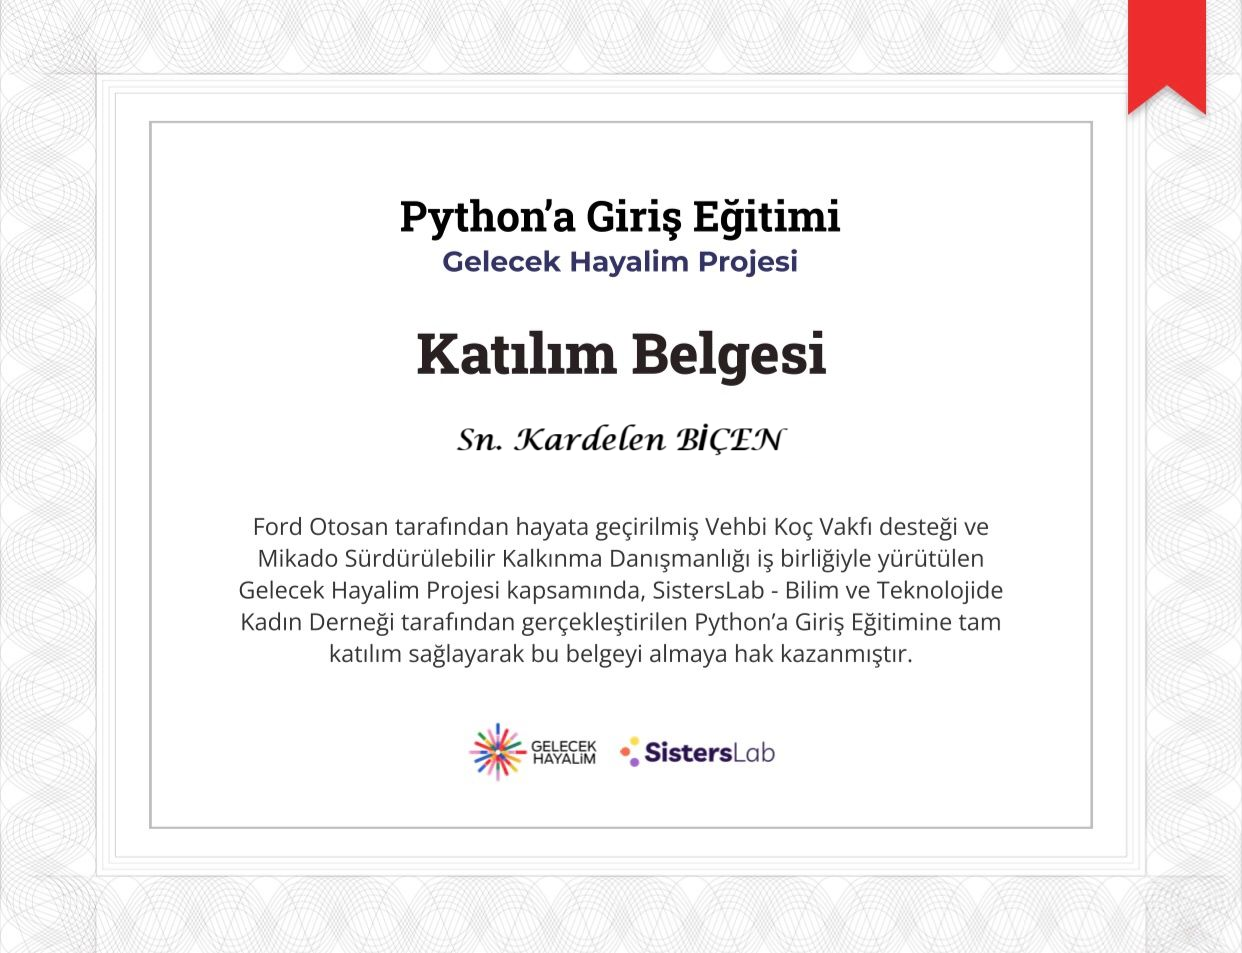 Python’a Giriş Eğitimi
Gelecek Hayalim Projesi
Katılım Belgesi
Sn. Kardelen BİÇEN
Ford Otosan tarafından hayata geçirilmiş Vehbi Koç Vakfı desteği ve
Mikado Sürdürülebilir Kalkınma Danışmanlığı iş birliğiyle yürütülen
Gelecek Hayalim Projesi kapsamında, SistersLab - Bilim ve Teknolojide
Kadın Derneği tarafından gerçekleştirilen Python’a Giriş Eğitimine tam
katılım sağlayarak bu belgeyi almaya hak kazanmıştır.
GELECEK
HAYALİM
SistersLab